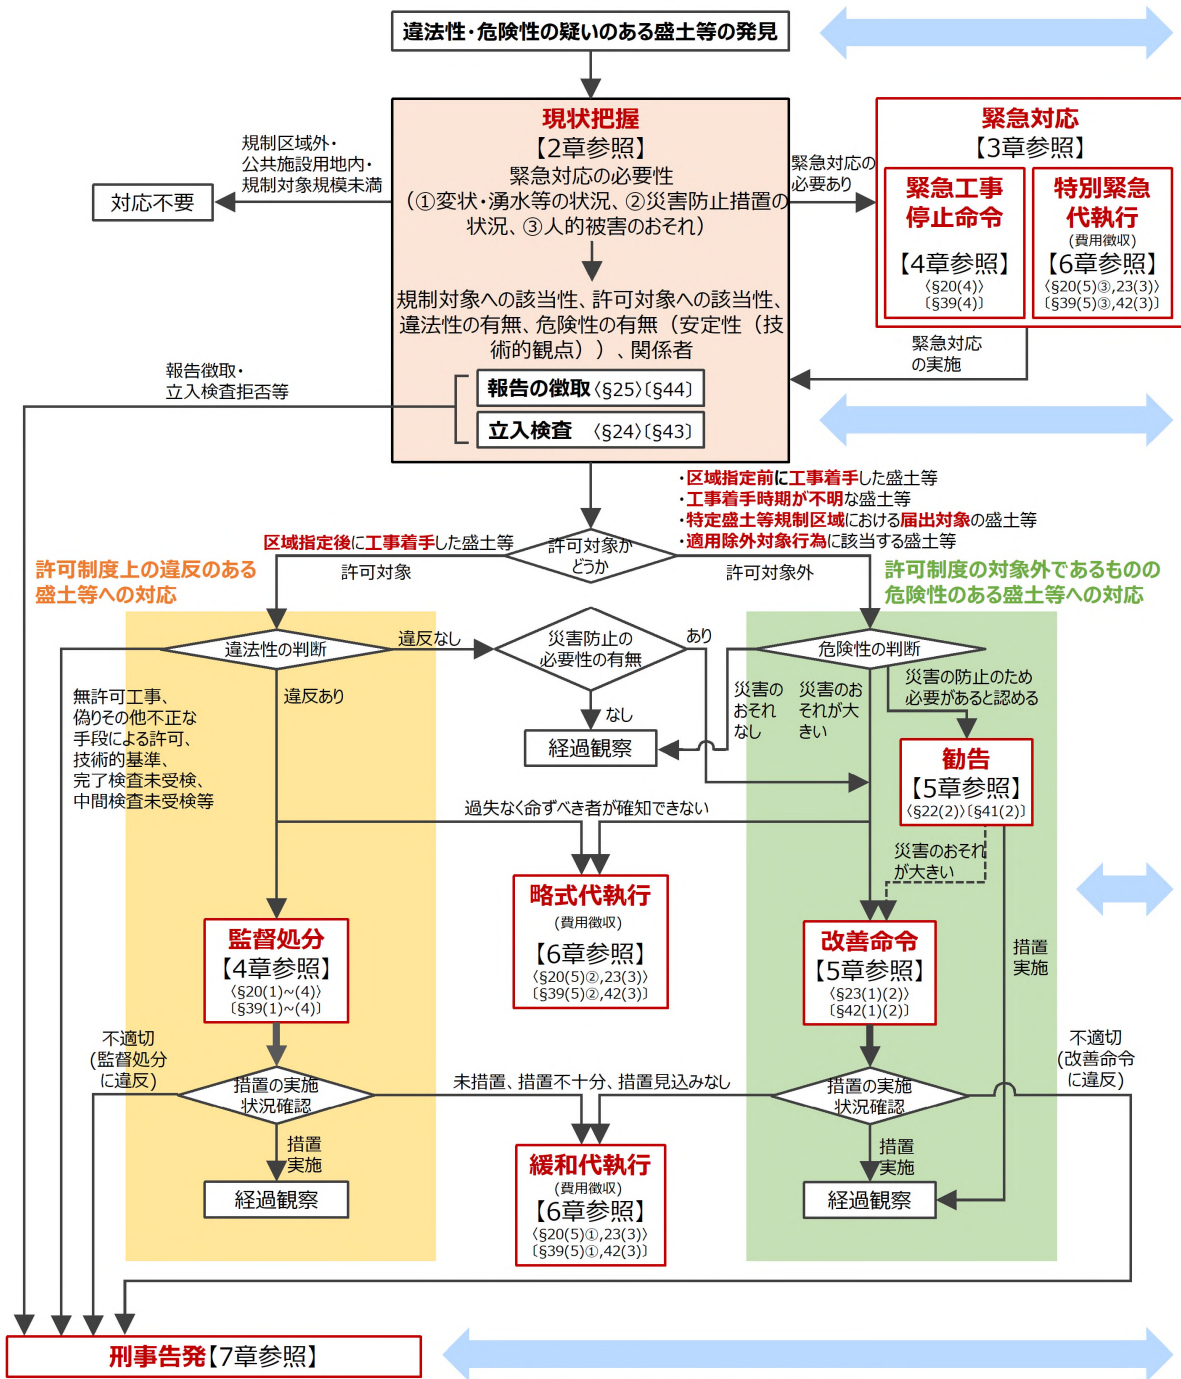 違法性・危険性の疑いのある盛土等の発見
現状把握
【2章参照】
緊急対応の必要性
（①変状・湧水等の状況、②災害防止措置の
状況、③人的被害のおそれ）
規制対象への該当性、許可対象への該当性、
違法性の有無、危険性の有無（安定性（技
術的観点））、関係者
報告の徴取〈§25〉〔§44〕
立入検査 〈§24〉〔§43〕
規制区域外・
公共施設用地内・
規制対象規模未満
対応不要
緊急対応の
必要あり
緊急対応
【3章参照】
緊急工事
停止命令
【4章参照】
〈§20(4)〉
〔§39(4)〕
特別緊急
代執行
(費用徴収)
【6章参照】
〈§20(5)③,23(3)〉
〔§39(5)③,42(3)〕
緊急対応
の実施
報告徴取・
立入検査拒否等
・区域指定前に工事着手した盛土等
・工事着手時期が不明な盛土等
・特定盛土等規制区域における届出対象の盛土等
・適用除外対象行為に該当する盛土等
区域指定後に工事着手した盛土等
許可対象か
どうか
許可対象
許可対象外
許可制度上の違反のある
盛土等への対応
許可制度の対象外であるものの
危険性のある盛土等への対応
違法性の判断
違反なし
災害防止の
必要性の有無
あり
なし
経過観察
危険性の判断
無許可工事、
偽りその他不正な
手段による許可、
技術的基準、
完了検査未受検、
中間検査未受検等
違反あり
災害の
おそれ
なし
災害のお
それが大
きい
災害の防止のため
必要があると認める
勧告
【5章参照】
〈§22(2)〉〔§41(2)〕
過失なく命ずべき者が確知できない
災害のおそれ
が大きい
略式代執行
(費用徴収)
【6章参照】
〈§20(5)②,23(3)〉
〔§39(5)②,42(3)〕
監督処分
【4章参照】
〈§20(1)~(4)〉
〔§39(1)~(4)〕
改善命令
【5章参照】
〈§23(1)(2)〉
〔§42(1)(2)〕
措置
実施
不適切
(監督処分
に違反)
措置の実施
状況確認
未措置、措置不十分、措置見込みなし
措置の実施
状況確認
不適切
(改善命令
に違反)
措置
実施
経過観察
緩和代執行
(費用徴収)
【6章参照】
〈§20(5)①,23(3)〉
〔§39(5)①,42(3)〕
措置
実施
経過観察
刑事告発【7章参照】